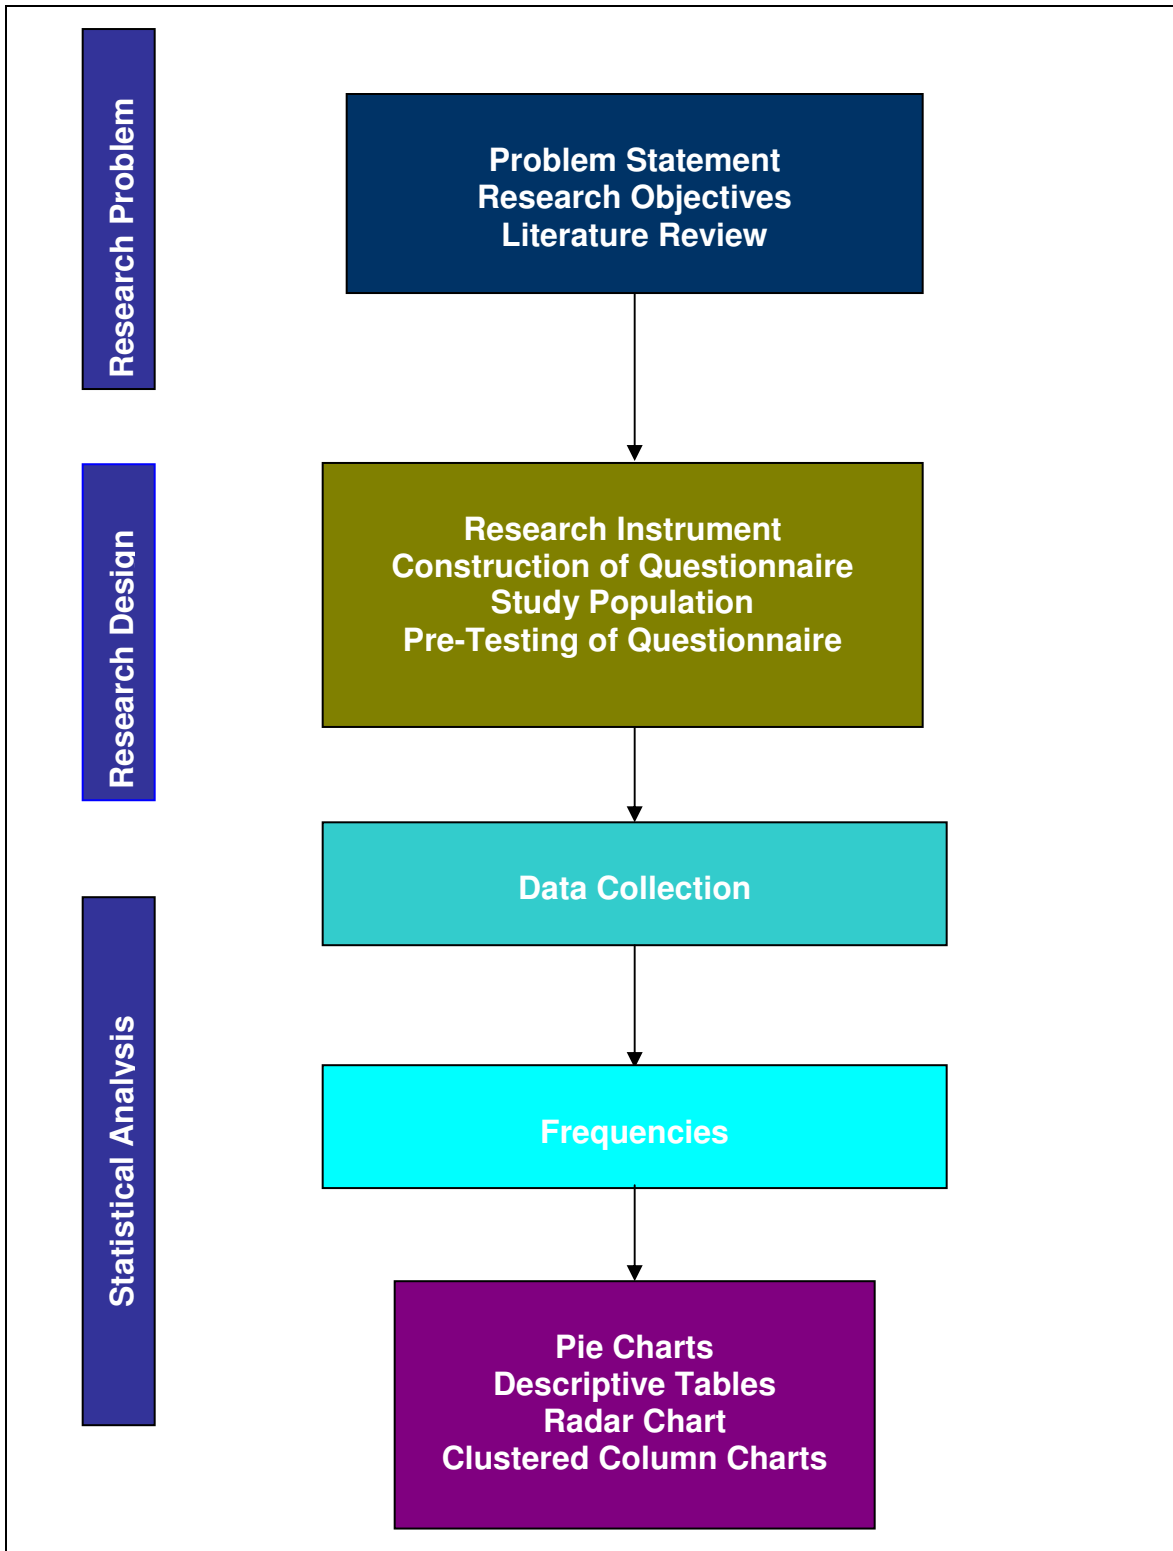 Research Problem
Problem Statement
Research Objectives
Literature Review
Research Design
Research Instrument
Construction of Questionnaire
Study Population
Pre-Testing of Questionnaire
Data Collection
Statistical Analysis
Frequencies
Pie Charts
Descriptive Tables
Radar Chart
Clustered Column Charts